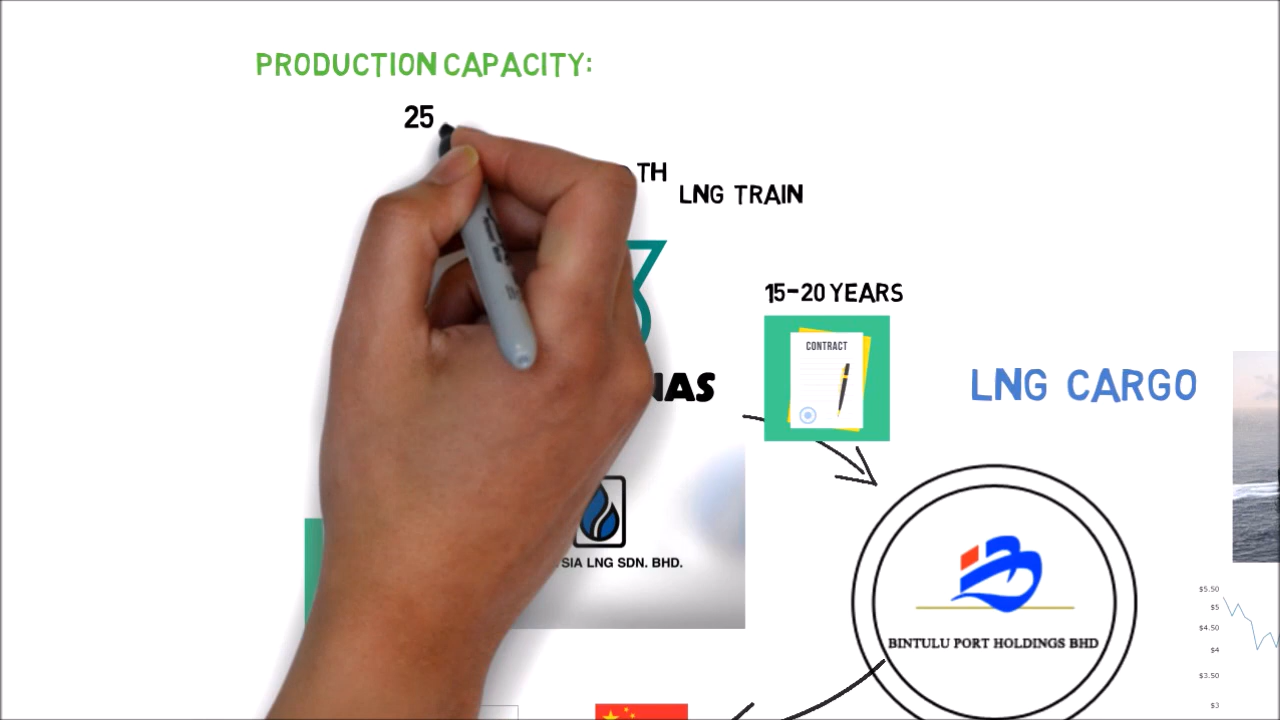 PRODUCTION CAPACITY:
25
TH
LNG TRAIN
15-20 YEARS
CONTRACT
LNG CARGO
NAS
SIA LNG SDN. BHD.
BINTULU PORT HOLDINGS BHD
$5.50
$5
$4.50
$4
$3.50
$3